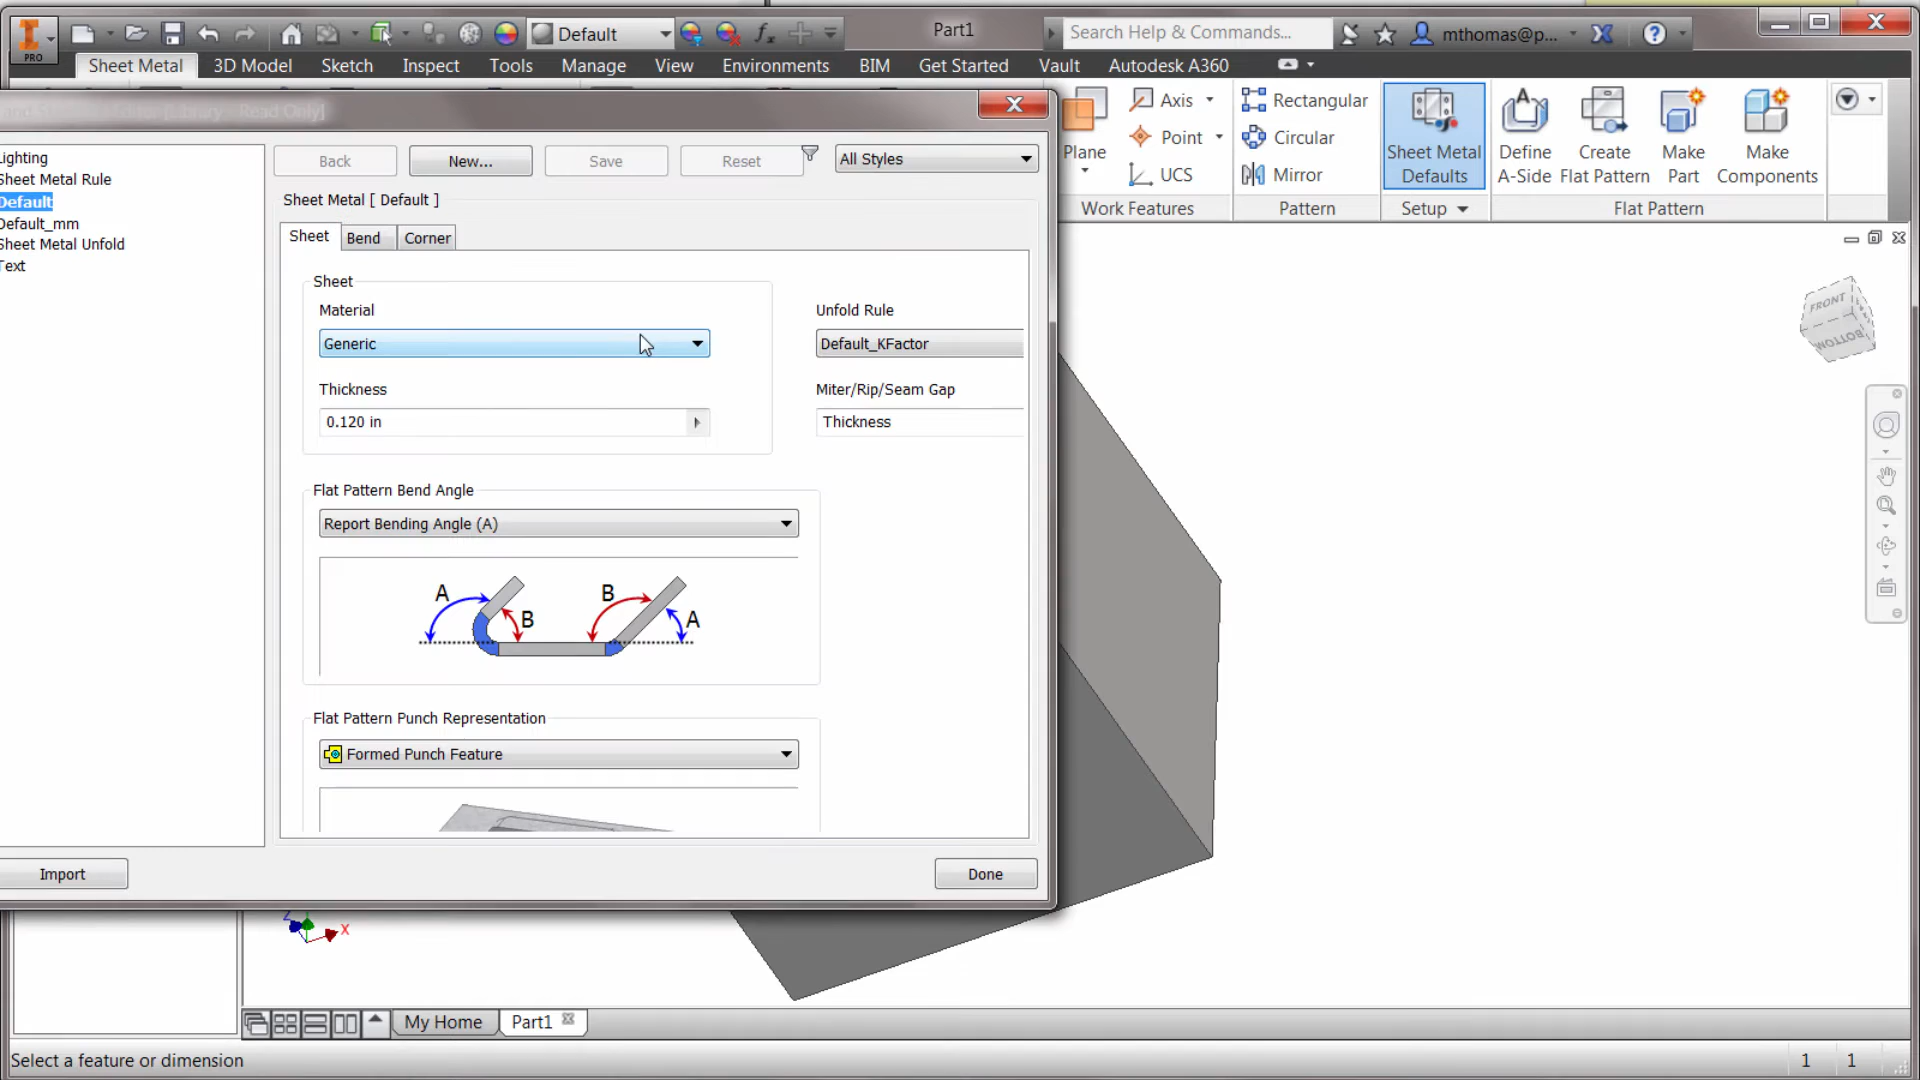 PRO
Default
Part1
Search Help & Commands...
mthomas@p...
Sheet Metal 3D Model Sketch Inspect Tools Manage View Environments BIM Get Started Vault Autodesk A360
Read Only]
Axis
Point
UCS
Plane
Work Features
Rectangular
Circular
Mirror
Pattern
Sheet Metal
Defaults
Setup
Define
A-Side
Create
Flat Pattern
Make
Part
Make
Components
Flat Pattern
Lighting
Sheet Metal Rule
Default
Default_mm
Sheet Metal Unfold
Text
Back New... Save Reset All Styles
Sheet Metal [ Default ]
Sheet Bend Corner
Sheet
Material
Generic
Thickness
0.120 in
Unfold Rule
Default_KFactor
Miter/Rip/Seam Gap
Thickness
Flat Pattern Bend Angle
Report Bending Angle (A)
A B B A
Flat Pattern Punch Representation
Formed Punch Feature
Import Done
FRONT
BOTTOM
Z X
My Home Part1
Select a feature or dimension 1 1